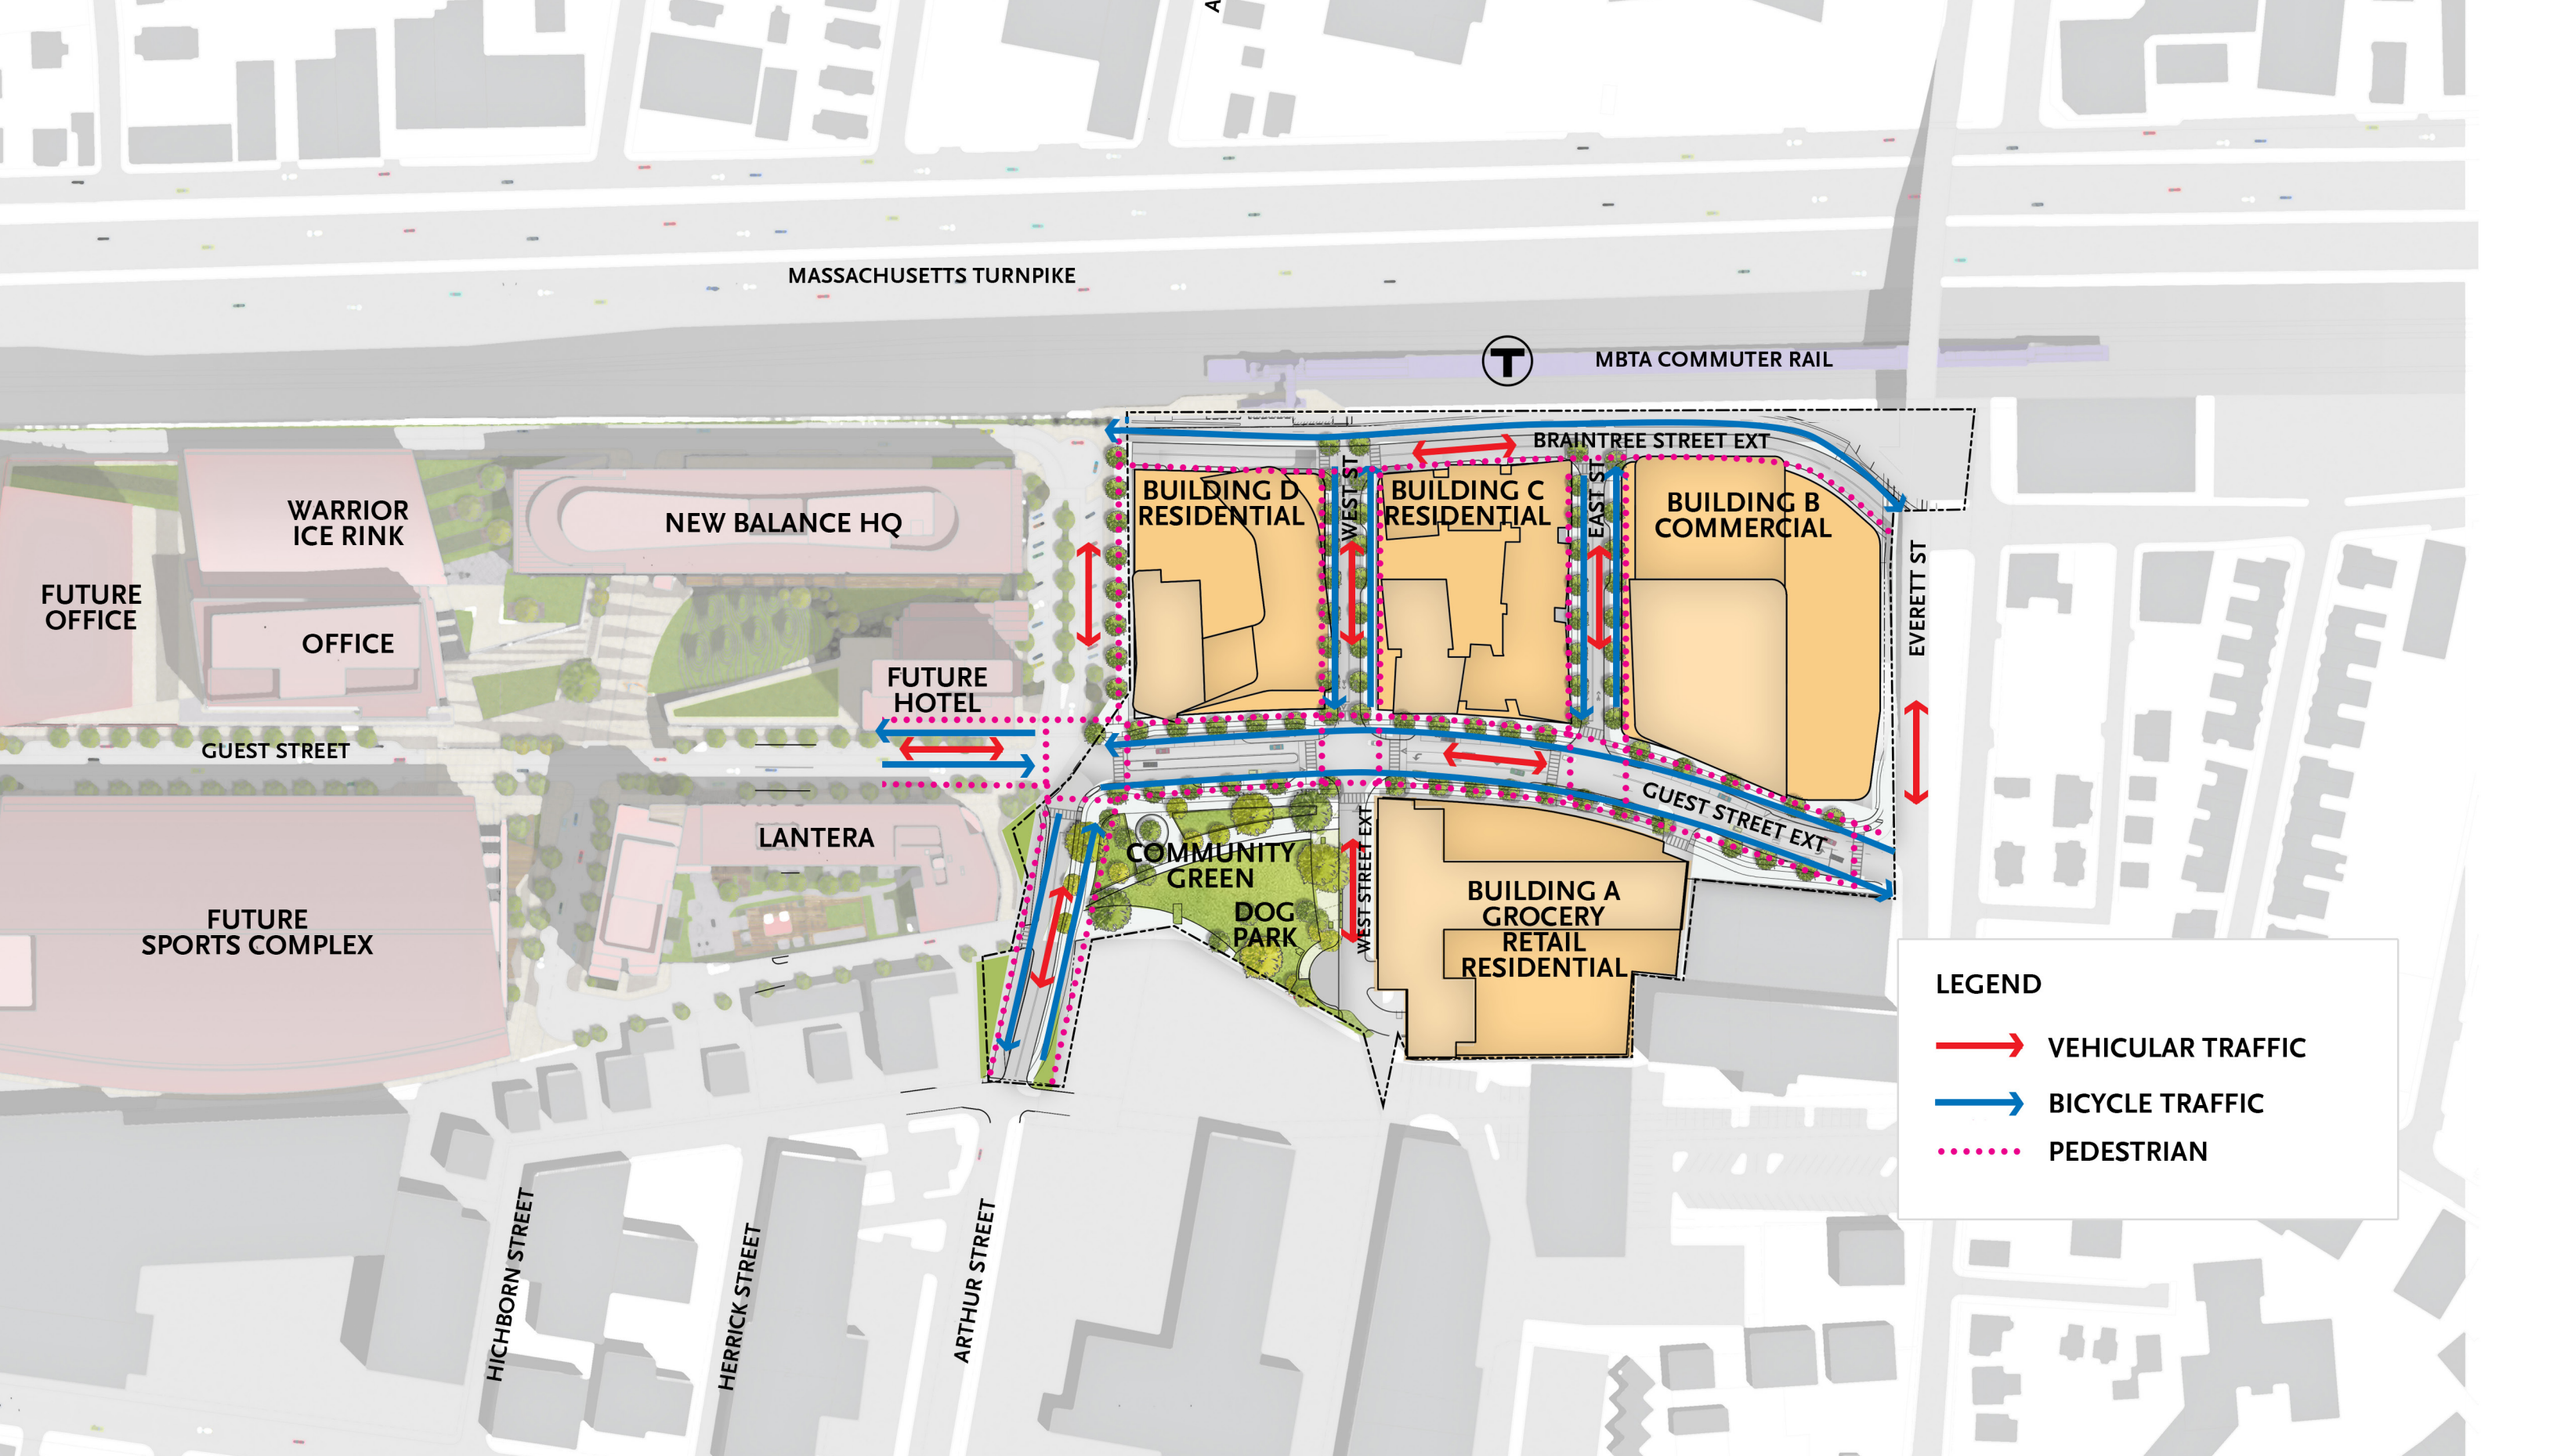 A
MASSACHUSETTS TURNPIKE
T
MBTA COMMUTER RAIL
BRAINTREE STREET EXT
WARRIOR
ICE RINK
NEW BALANCE HQ
BUILDING D
RESIDENTIAL
WEST ST
BUILDING C
RESIDENTIAL
EAST ST
BUILDING B
COMMERCIAL
EVERETT ST
FUTURE
OFFICE
OFFICE
FUTURE
HOTEL
GUEST STREET
GUEST STREET EXT
LANTERA
COMMUNITY
GREEN
DOG
PARK
WEST STREET EXT
BUILDING A
GROCERY
RETAIL
RESIDENTIAL
FUTURE
SPORTS COMPLEX
LEGEND
VEHICULAR TRAFFIC
BICYCLE TRAFFIC
PEDESTRIAN
HICHBORN STREET
HERRICK STREET
ARTHUR STREET